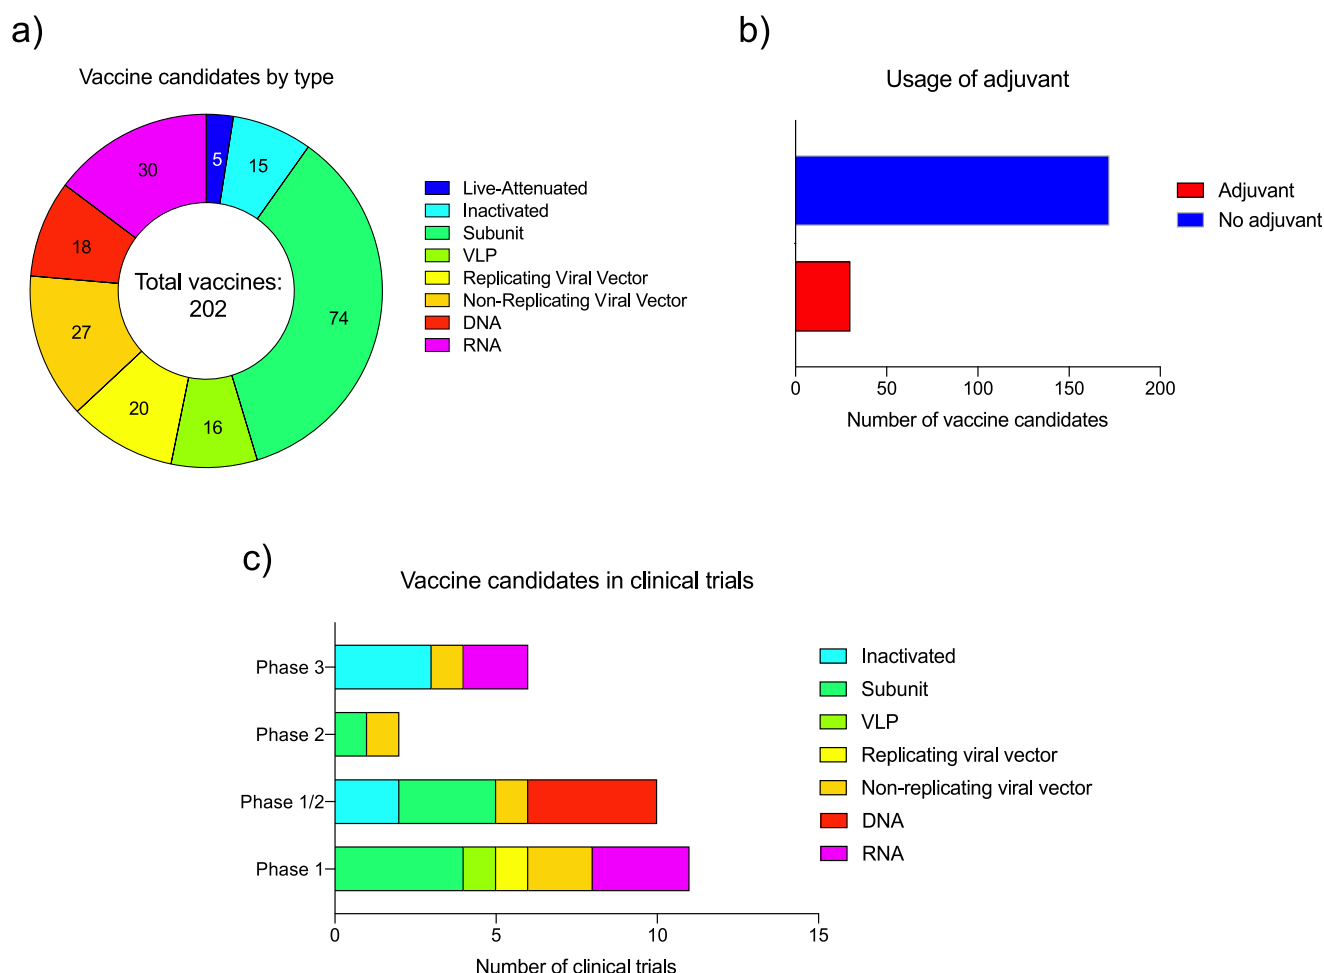 a)
Vaccine candidates by type
5
15
74
16
20
27
18
30
Total vaccines:
202
Live-Attenuated
Inactivated
Subunit
VLP
Replicating Viral Vector
Non-Replicating Viral Vector
DNA
RNA
b)
Usage of adjuvant
0 50 100 150 200
Number of vaccine candidates
Adjuvant
No adjuvant
c)
Vaccine candidates in clinical trials
Phase 3
Phase 2
Phase 1/2
Phase 1
0 5 10 15
Number of clinical trials
Inactivated
Subunit
VLP
Replicating viral vector
Non-replicating viral vector
DNA
RNA